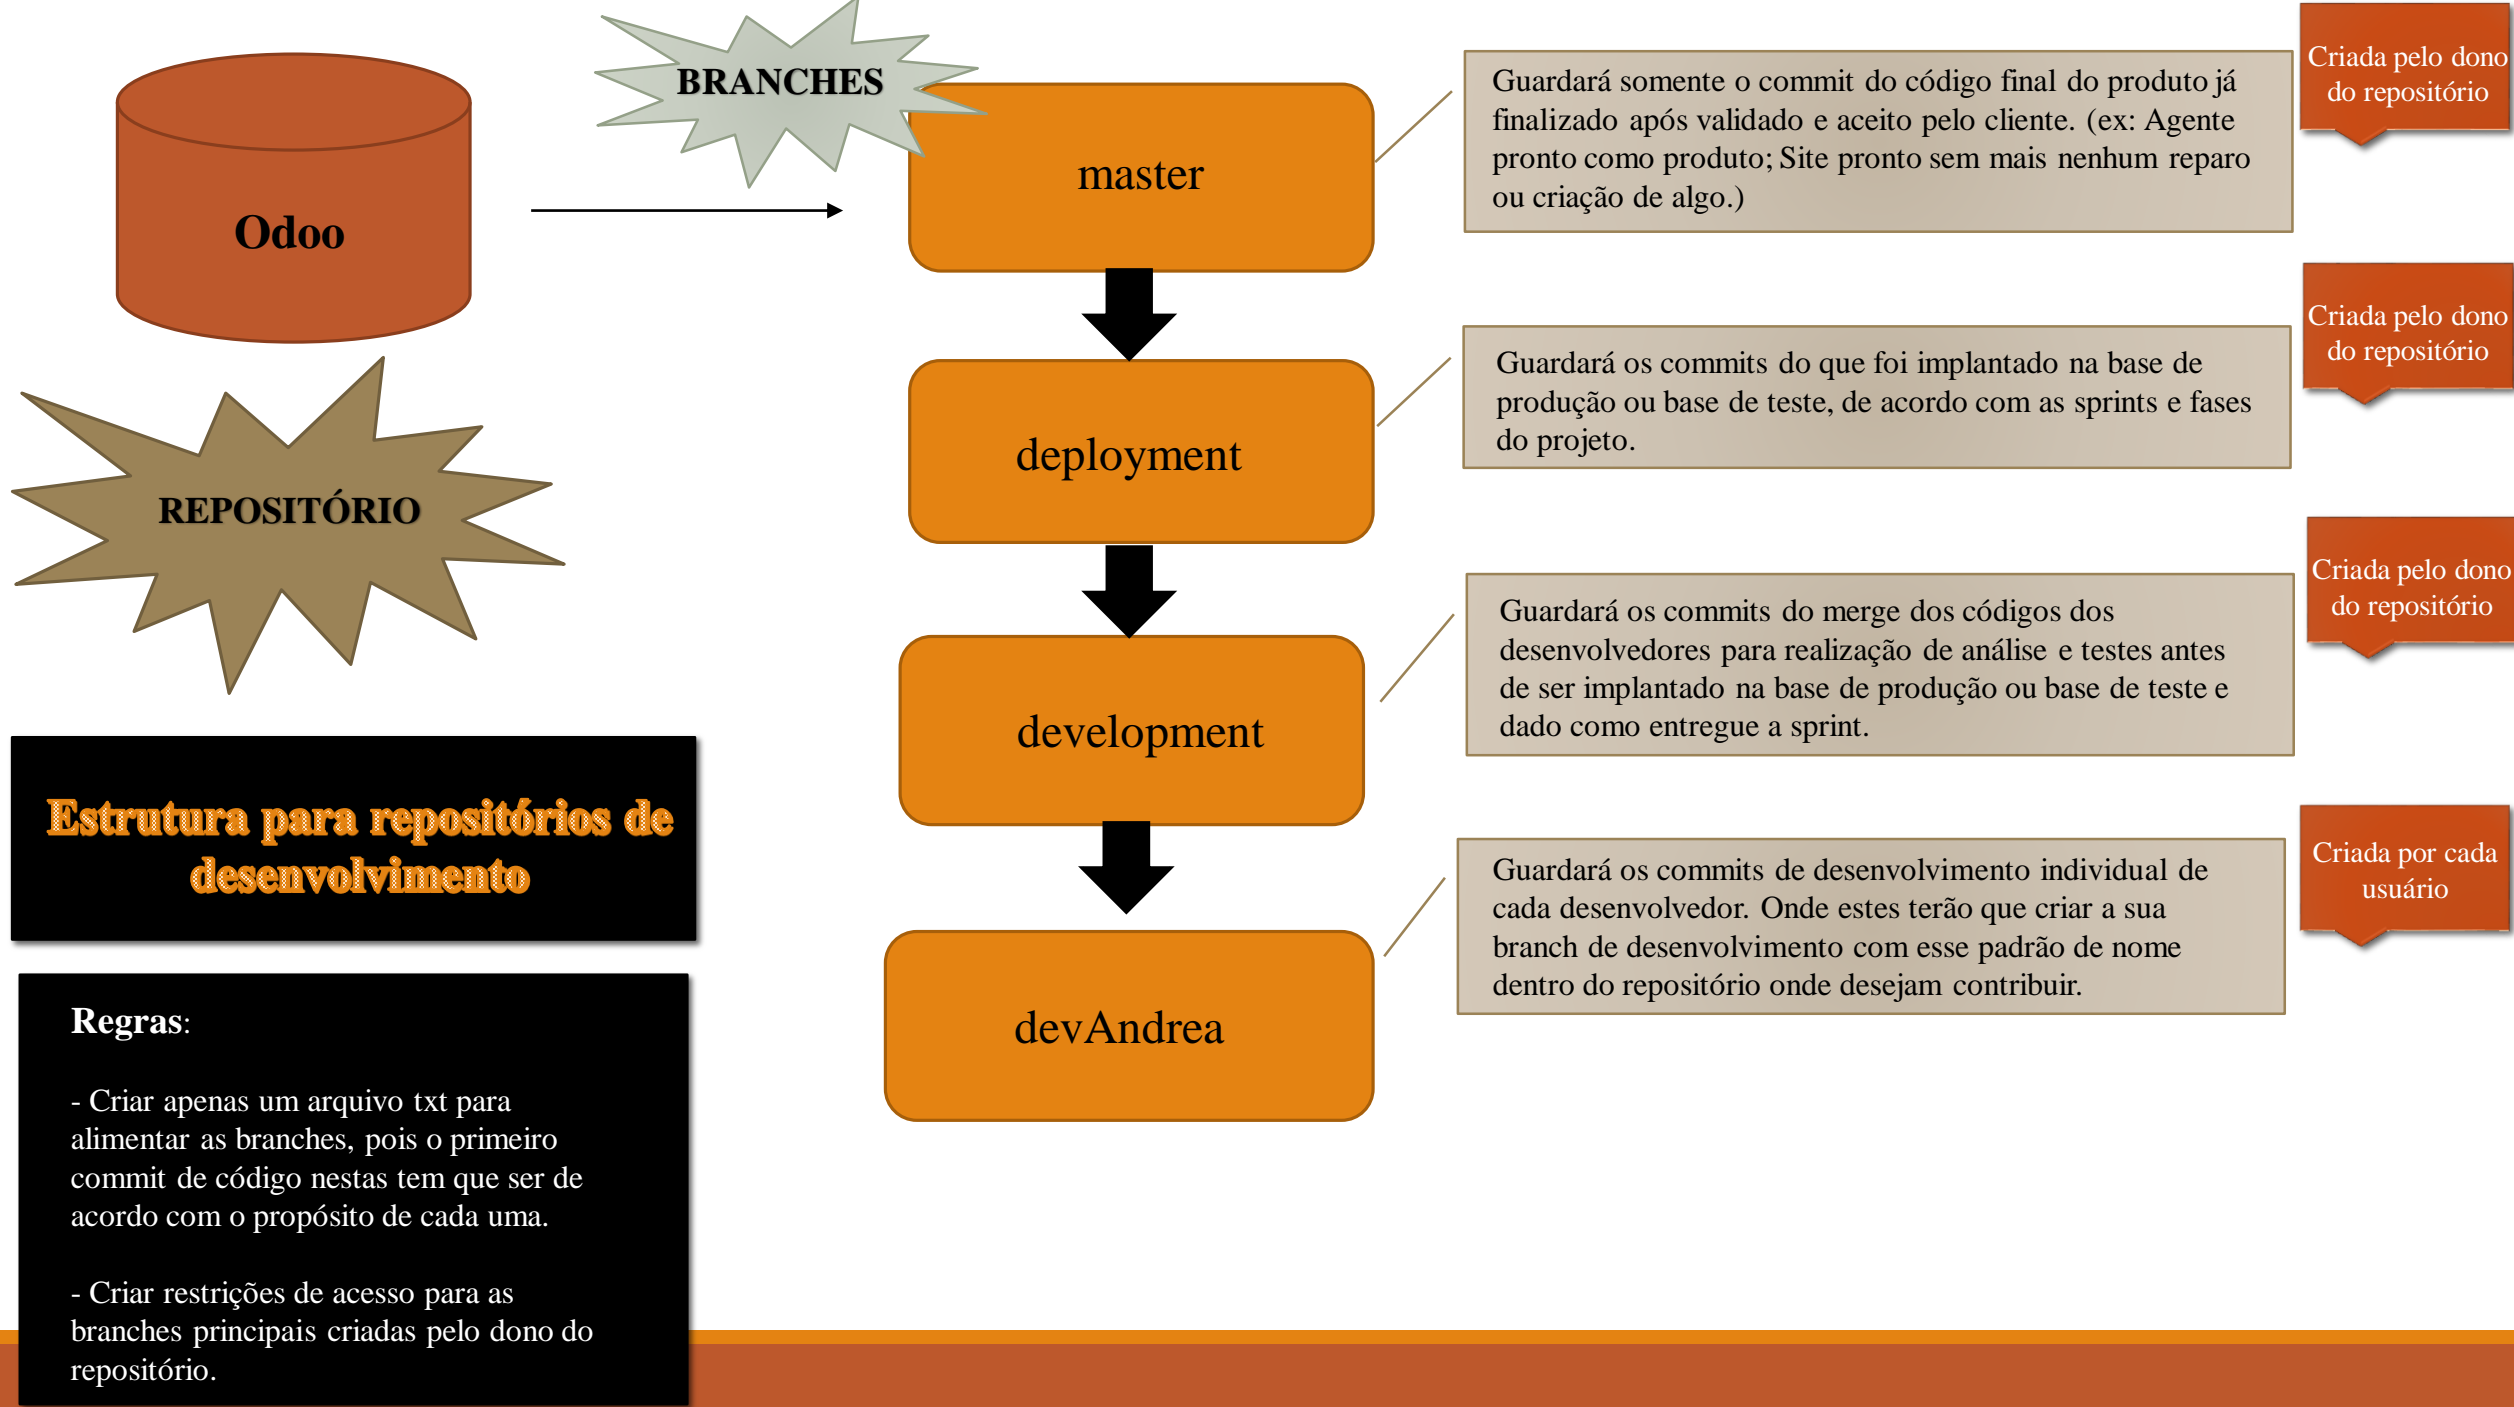 Odoo
REPOSITÓRIO
Estrutura para repositórios de
desenvolvimento
Regras:
- Criar apenas um arquivo txt para
alimentar as branches, pois o primeiro
commit de código nestas tem que ser de
acordo com o propósito de cada uma.
- Criar restrições de acesso para as
branches principais criadas pelo dono do
repositório.
BRANCHES
master
Guardará somente o commit do código final do produto já
finalizado após validado e aceito pelo cliente. (ex: Agente
pronto como produto; Site pronto sem mais nenhum reparo
ou criação de algo.)
Criada pelo dono
do repositório
deployment
Guardará os commits do que foi implantado na base de
produção ou base de teste, de acordo com as sprints e fases
do projeto.
Criada pelo dono
do repositório
development
Guardará os commits do merge dos códigos dos
desenvolvedores para realização de análise e testes antes
de ser implantado na base de produção ou base de teste e
dado como entregue a sprint.
Criada pelo dono
do repositório
devAndrea
Guardará os commits de desenvolvimento individual de
cada desenvolvedor. Onde estes terão que criar a sua
branch de desenvolvimento com esse padrão de nome
dentro do repositório onde desejam contribuir.
Criada por cada
usuário